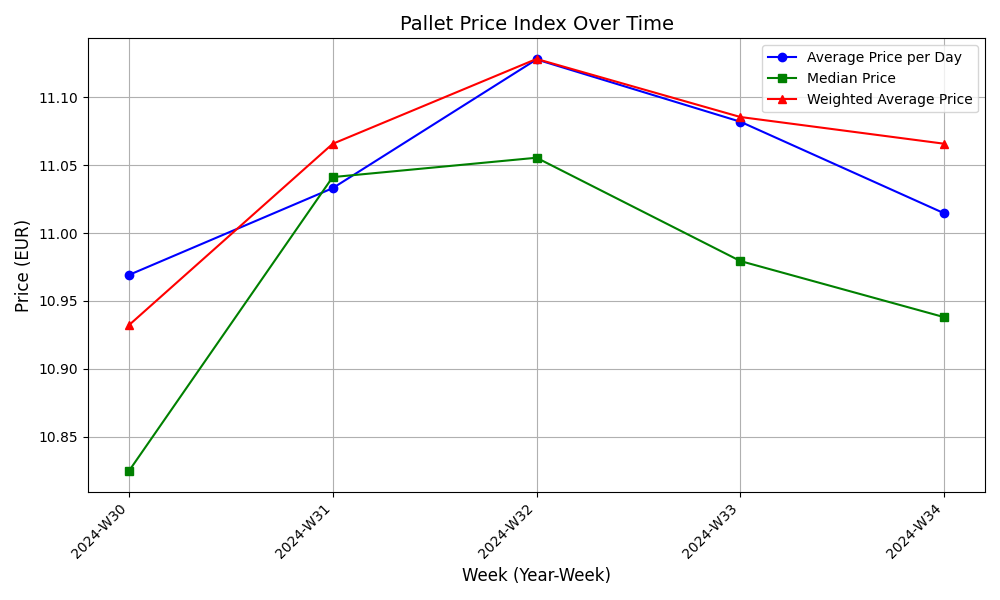 Pallet Price Index Over Time
Average Price per Day
Median Price
Weighted Average Price
Price (EUR)
11.10
11.05
11.00
10.95
10.90
10.85
2024-W30
2024-W31
2024-W32
2024-W33
2024-W34
Week (Year-Week)